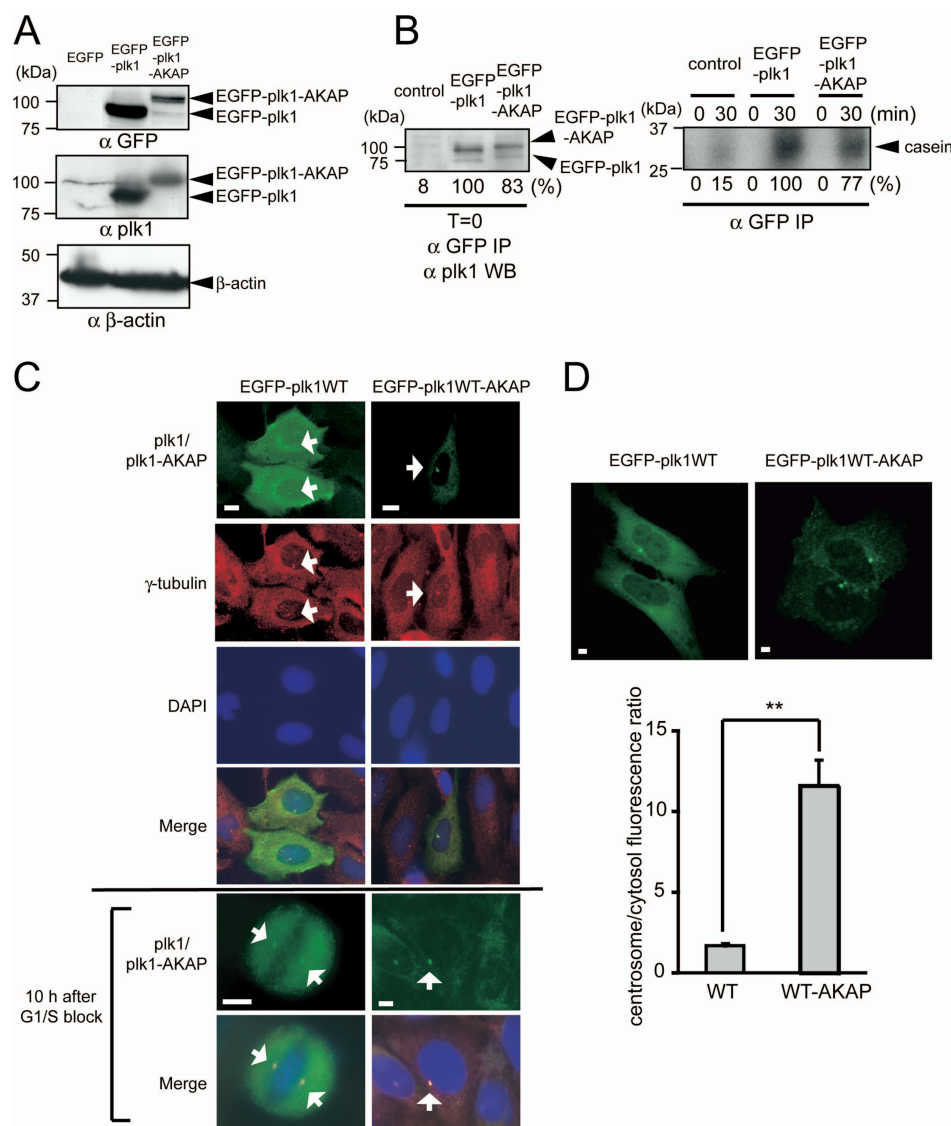 A
EGFP
EGFP
-plk1
EGFP
-plk1
-AKAP
(kDa)
100
75
EGFP-plk1-AKAP
EGFP-plk1
α GFP
100
75
EGFP-plk1-AKAP
EGFP-plk1
α plk1
50
37
β-actin
α β-actin
B
control
EGFP
-plk1
EGFP
-plk1
-AKAP
(kDa)
100
75
EGFP-plk1
-AKAP
EGFP-plk1
8 100 83 (%)
T=0
α GFP IP
α plk1 WB
control
EGFP
-plk1
EGFP
-plk1
-AKAP
(kDa)
0 30 0 30 0 30 (min)
37
25
casein
0 15 0 100 0 77 (%)
α GFP IP
C
EGFP-plk1WT EGFP-plk1WT-AKAP
plk1/
plk1-AKAP
γ-tubulin
DAPI
Merge
10 h after
G1/S block
plk1/
plk1-AKAP
Merge
D
EGFP-plk1WT EGFP-plk1WT-AKAP
centrosome/cytosol fluorescence ratio
15
10
5
0
**
WT WT-AKAP